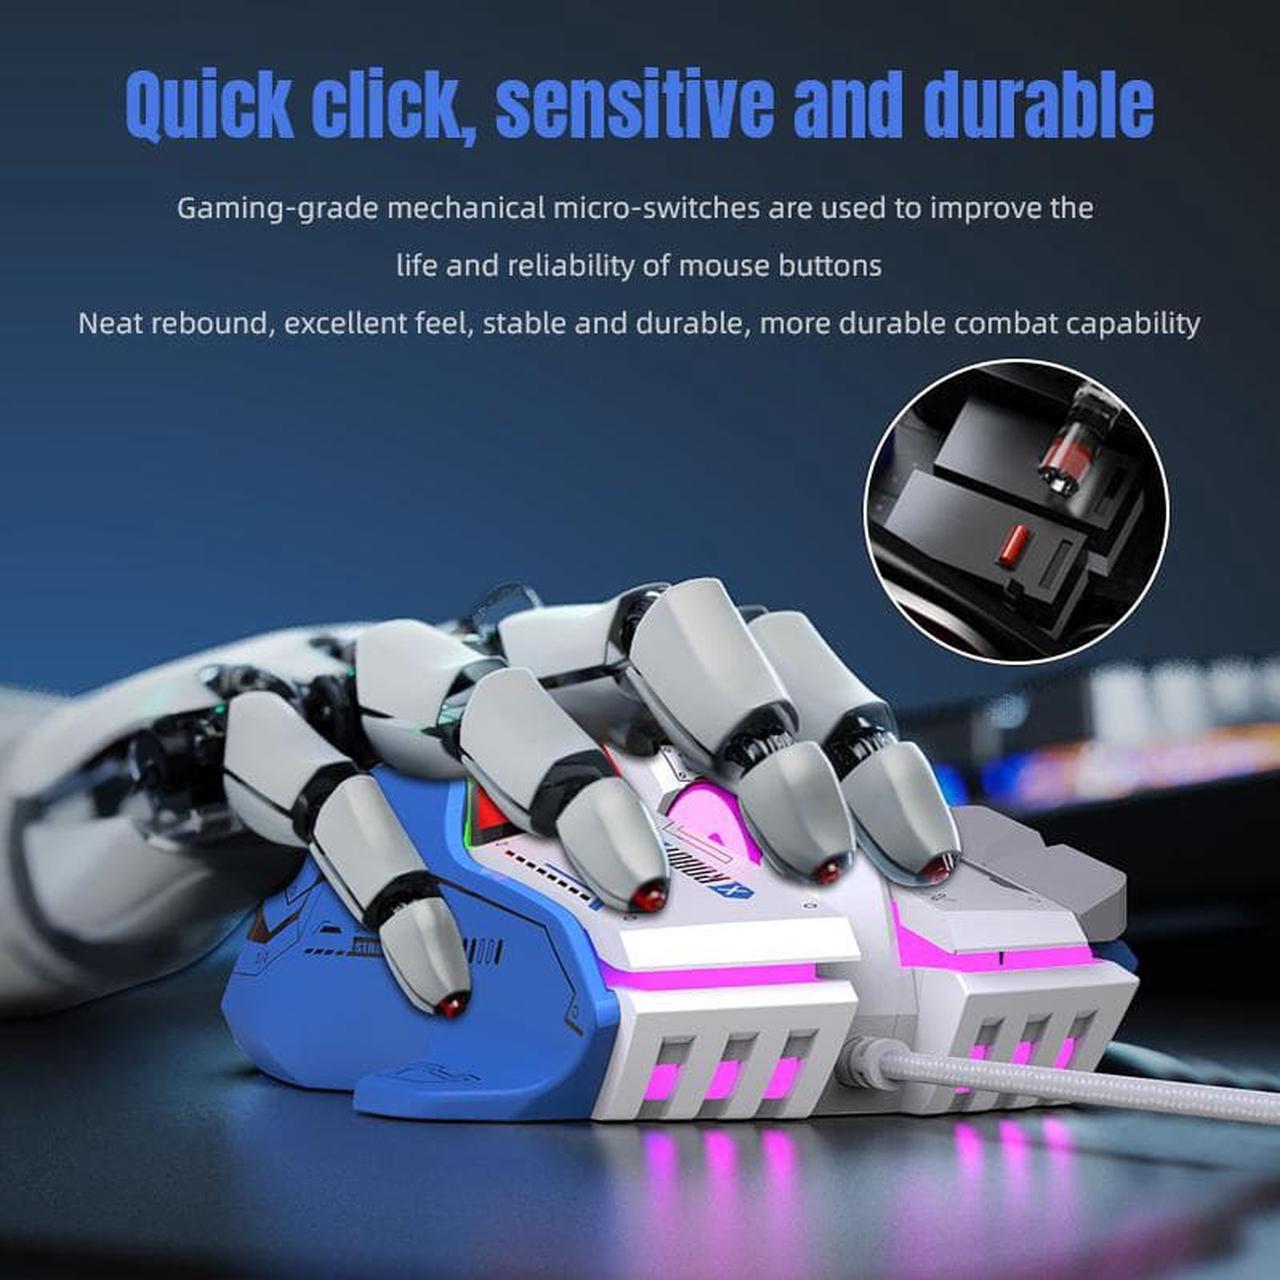 Quick click, sensitive and durable
Gaming-grade mechanical micro-switches are used to improve the
life and reliability of mouse buttons
Neat rebound, excellent feel, stable and durable, more durable combat capability